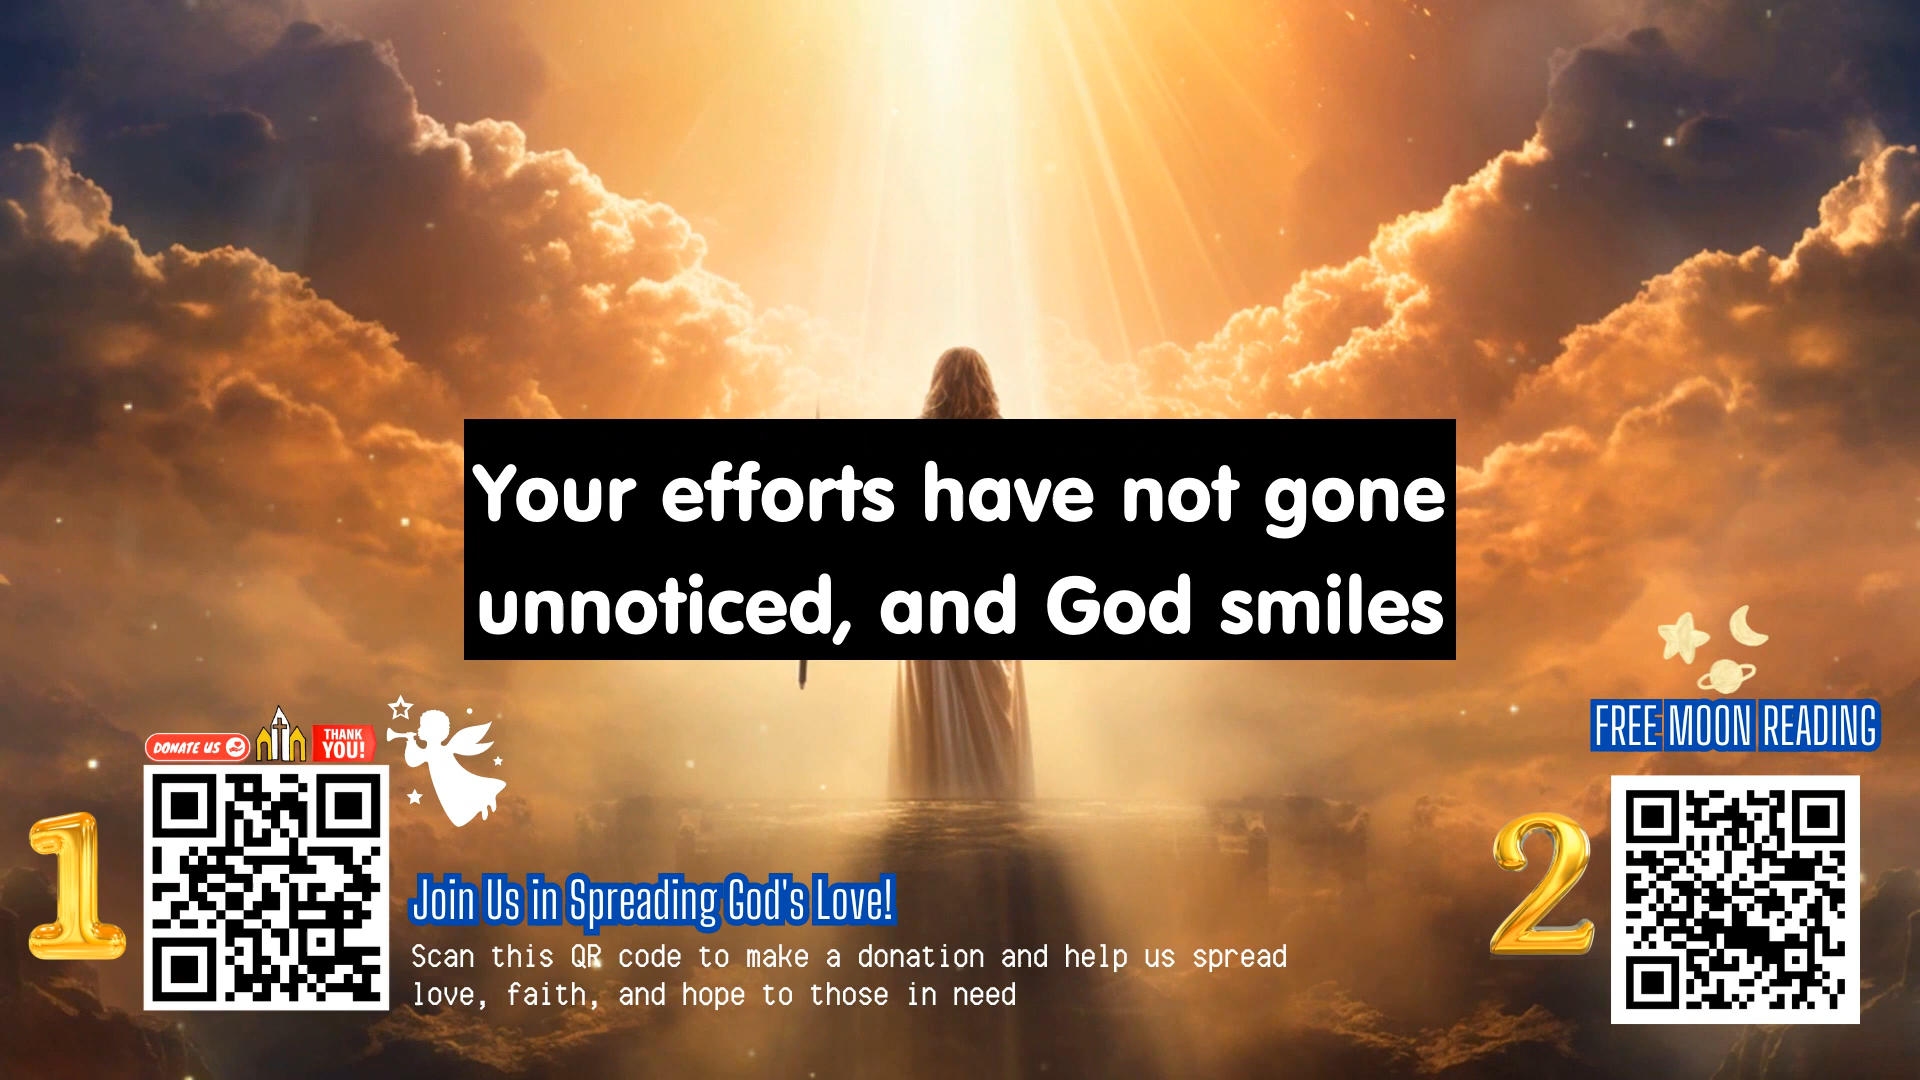 Your efforts have not gone
unnoticed, and God smiles
FREE MOON READING
DONATE US
THANK
YOU!
1
2
Join Us in Spreading God's Love!
Scan this QR code to make a donation and help us spread
love, faith, and hope to those in need